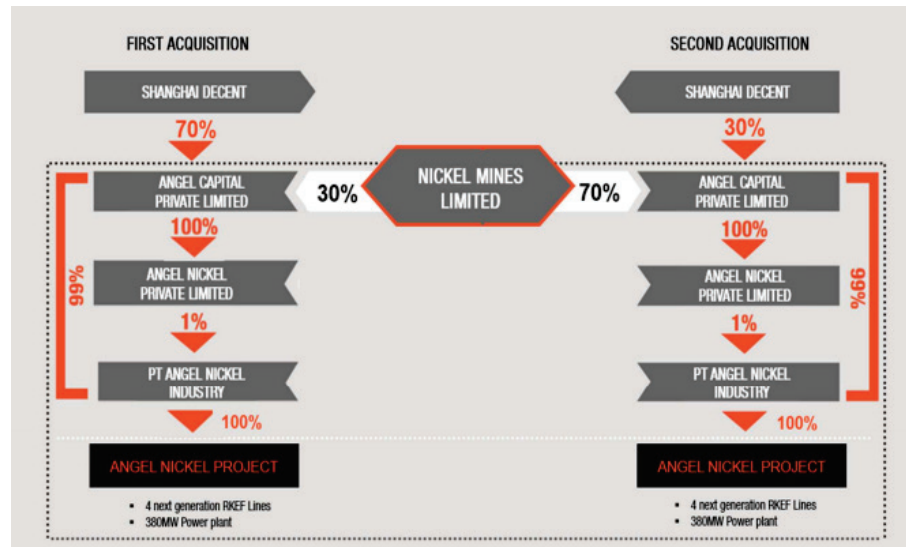 FIRST ACQUISITION
SHANGHAI DECENT
70%
ANGEL CAPITAL
PRIVATE LIMITED
100%
ANGEL NICKEL
PRIVATE LIMITED
1%
PT ANGEL NICKEL
INDUSTRY
99%
100%
ANGEL NICKEL PROJECT
▪ 4 next generation RKEF Lines
▪ 380MW Power plant
30%
NICKEL MINES
LIMITED
70%
SECOND ACQUISITION
SHANGHAI DECENT
30%
ANGEL CAPITAL
PRIVATE LIMITED
100%
ANGEL NICKEL
PRIVATE LIMITED
1%
PT ANGEL NICKEL
INDUSTRY
99%
100%
ANGEL NICKEL PROJECT
▪ 4 next generation RKEF Lines
▪ 380MW Power plant